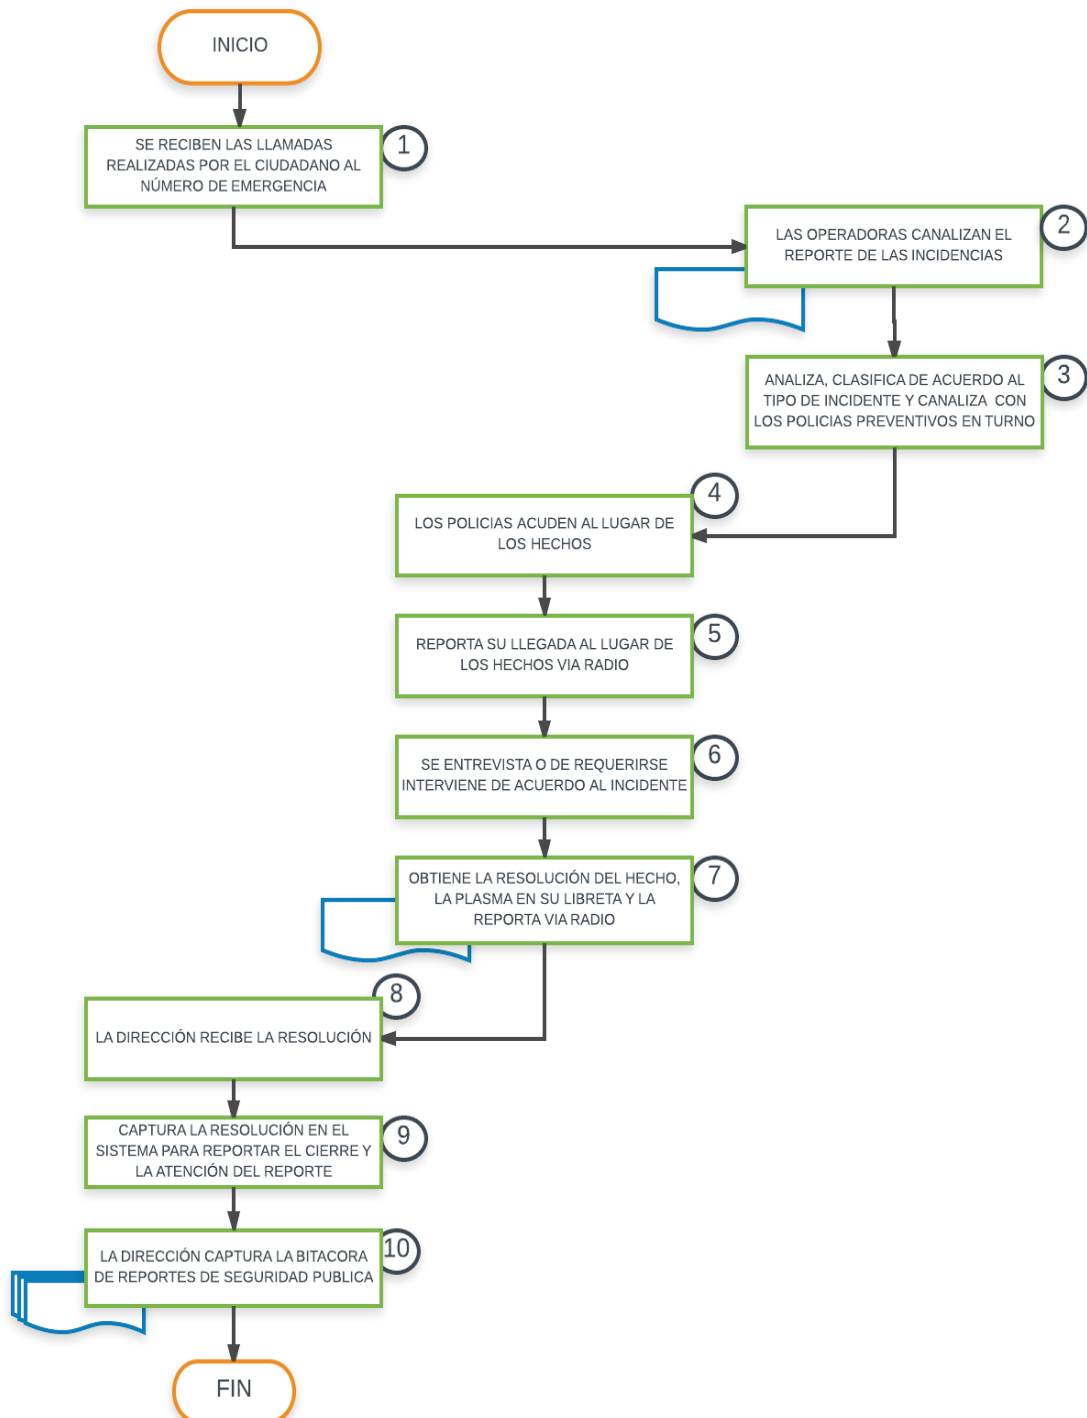 INICIO
SE RECIBEN LAS LLAMADAS
REALIZADAS POR EL CIUDADANO AL
NÚMERO DE EMERGENCIA
1
LAS OPERADORAS CANALIZAN EL
REPORTE DE LAS INCIDENCIAS
2
ANALIZA, CLASIFICA DE ACUERDO AL
TIPO DE INCIDENTE Y CANALIZA CON
LOS POLICIAS PREVENTIVOS EN TURNO
3
LOS POLICIAS ACUDEN AL LUGAR DE
LOS HECHOS
4
REPORTA SU LLEGADA AL LUGAR DE
LOS HECHOS VIA RADIO
5
SE ENTREVISTA O DE REQUERIRSE
INTERVIENE DE ACUERDO AL INCIDENTE
6
OBTIENE LA RESOLUCIÓN DEL HECHO,
LA PLASMA EN SU LIBRETA Y LA
REPORTA VIA RADIO
7
LA DIRECCIÓN RECIBE LA RESOLUCIÓN
8
CAPTURA LA RESOLUCIÓN EN EL
SISTEMA PARA REPORTAR EL CIERRE Y
LA ATENCIÓN DEL REPORTE
9
LA DIRECCIÓN CAPTURA LA BITACORA
DE REPORTES DE SEGURIDAD PUBLICA
10
FIN